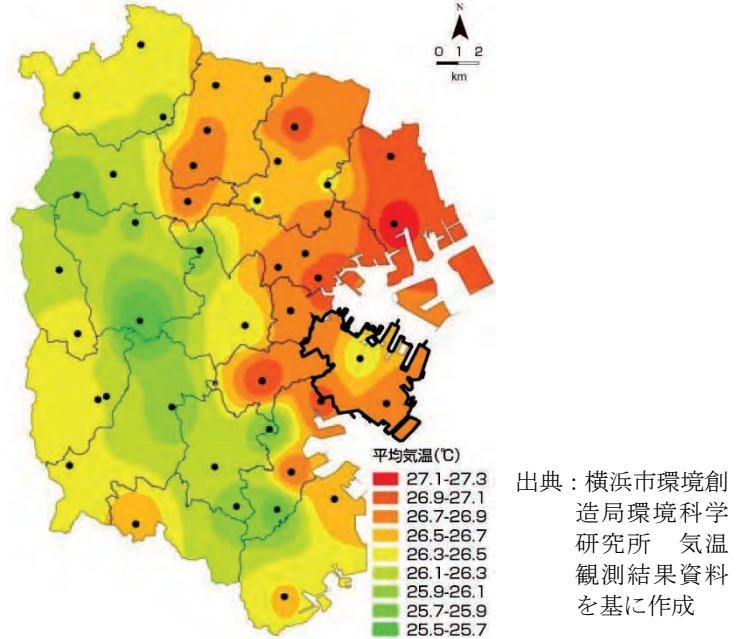 N
0 1 2
km
平均気温(℃)
27.1-27.3
26.9-27.1
26.7-26.9
26.5-26.7
26.3-26.5
26.1-26.3
25.9-26.1
25.7-25.9
25.5-25.7
出典：横浜市環境創
造局環境科学
研究所　気温
観測結果資料
を基に作成